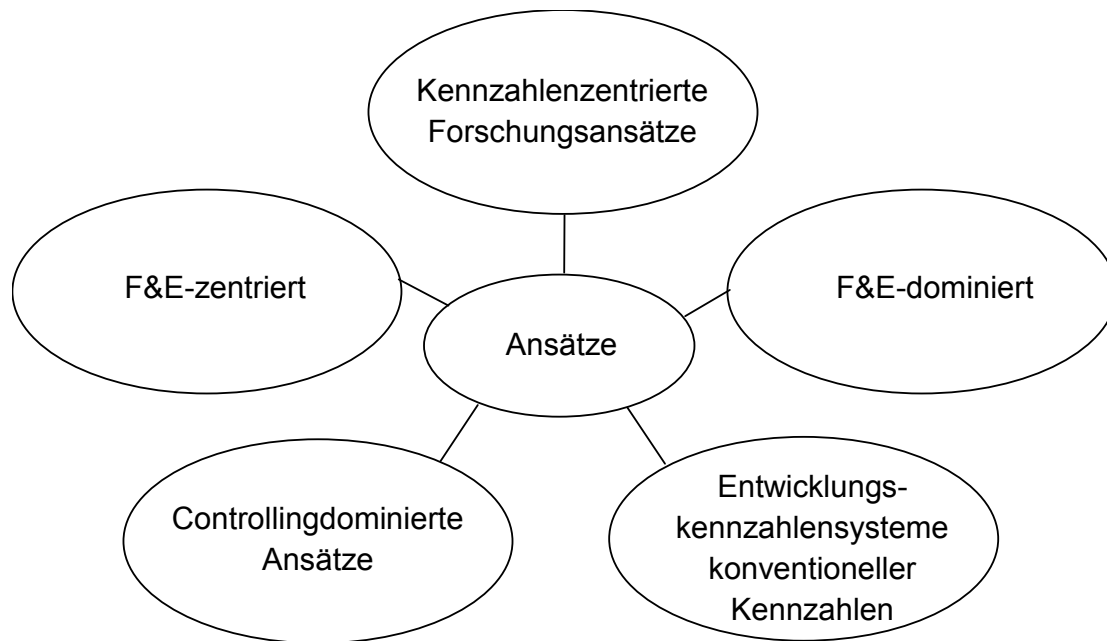 Kennzahlenzentrierte
Forschungsansätze
F&E-zentriert
F&E-dominiert
Ansätze
Controllingdominierte
Ansätze
Entwicklungs-
kennzahlensysteme
konventioneller
Kennzahlen